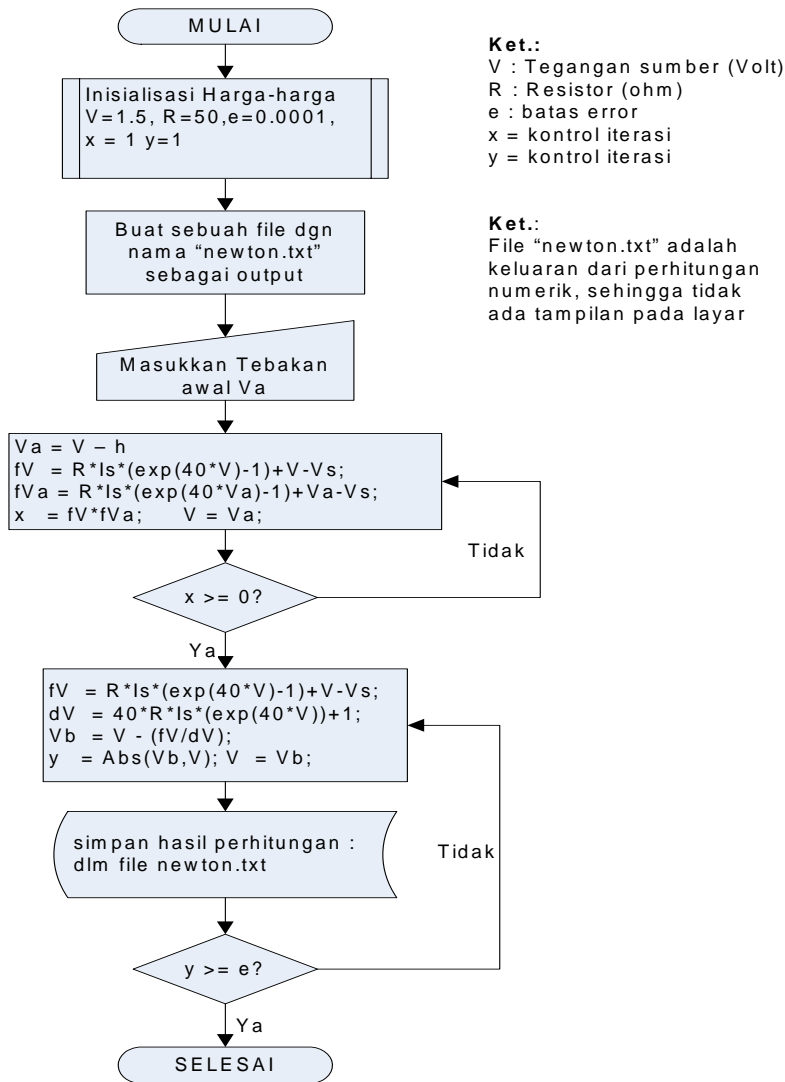 MULAI
Inisialisasi Harga-harga
V=1.5, R=50,e=0.0001,
x = 1 y=1
Buat sebuah file dgn
nama “newton.txt”
sebagai output
Masukkan Tebakan
awal Va
Va = V – h
fV = R*Is*(exp(40*V)-1)+V-Vs;
fVa = R*Is*(exp(40*Va)-1)+Va-Vs;
x = fV*fVa; V = Va;
Tidak
x >= 0?
Ya
fV = R*Is*(exp(40*V)-1)+V-Vs;
dV = 40*R*Is*(exp(40*V))+1;
Vb = V - (fV/dV);
y = Abs(Vb,V); V = Vb;
simpan hasil perhitungan :
dlm file newton.txt
Tidak
y >= e?
Ya
SELESAI
Ket.:
V : Tegangan sumber (Volt)
R : Resistor (ohm)
e : batas error
x = kontrol iterasi
y = kontrol iterasi
Ket.:
File “newton.txt” adalah
keluaran dari perhitungan
numerik, sehingga tidak
ada tampilan pada layar